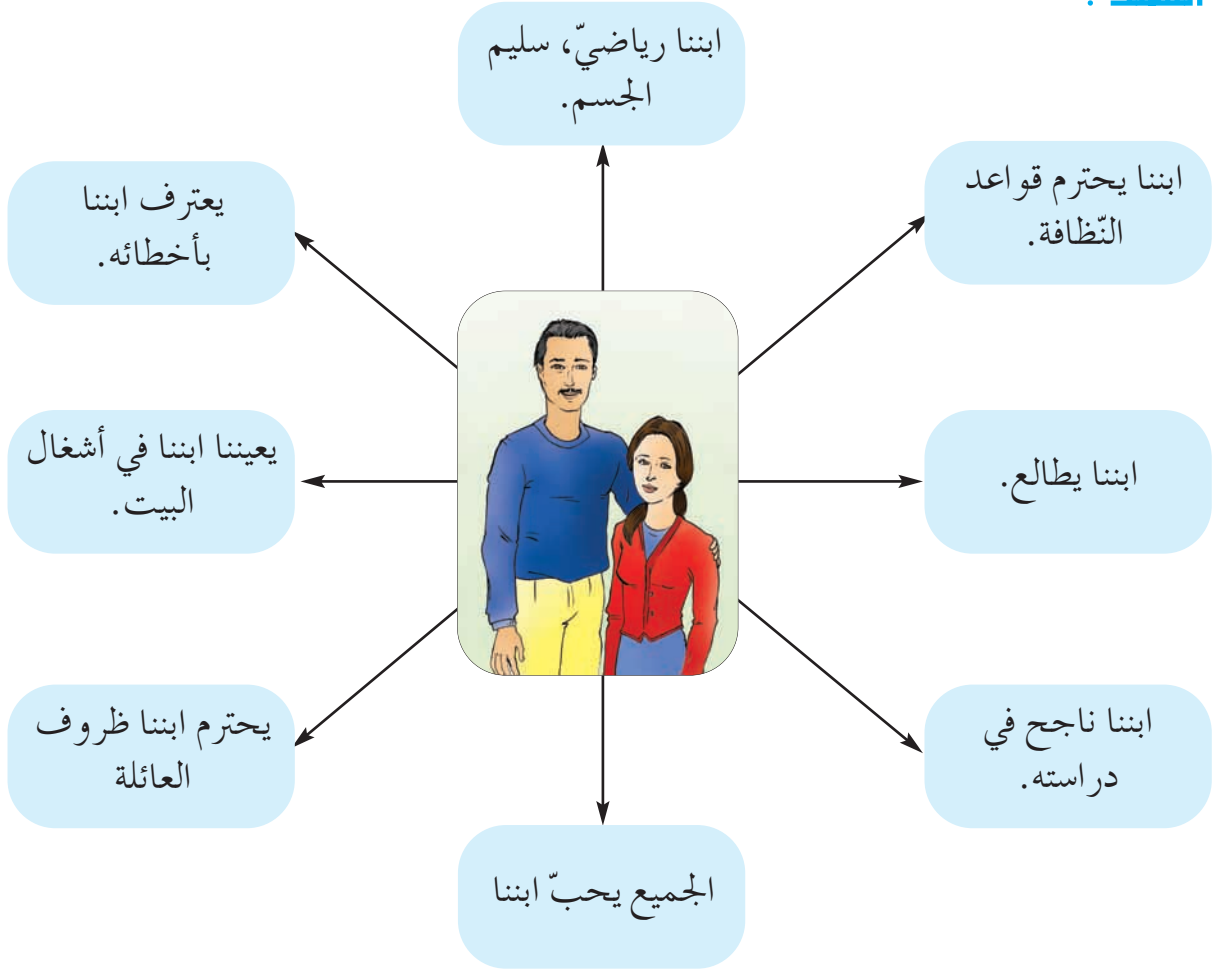 ابننا رياضيّ، سليم
الجسم.
ابننا يحترم قواعد
النّظافة.
يعترف ابننا
بأخطائه.
ابننا يطالع.
يعيننا ابننا في أشغال
البيت.
ابننا ناجح في
دراسته.
يحترم ابننا ظروف
العائلة
الجميع يحبّ ابننا